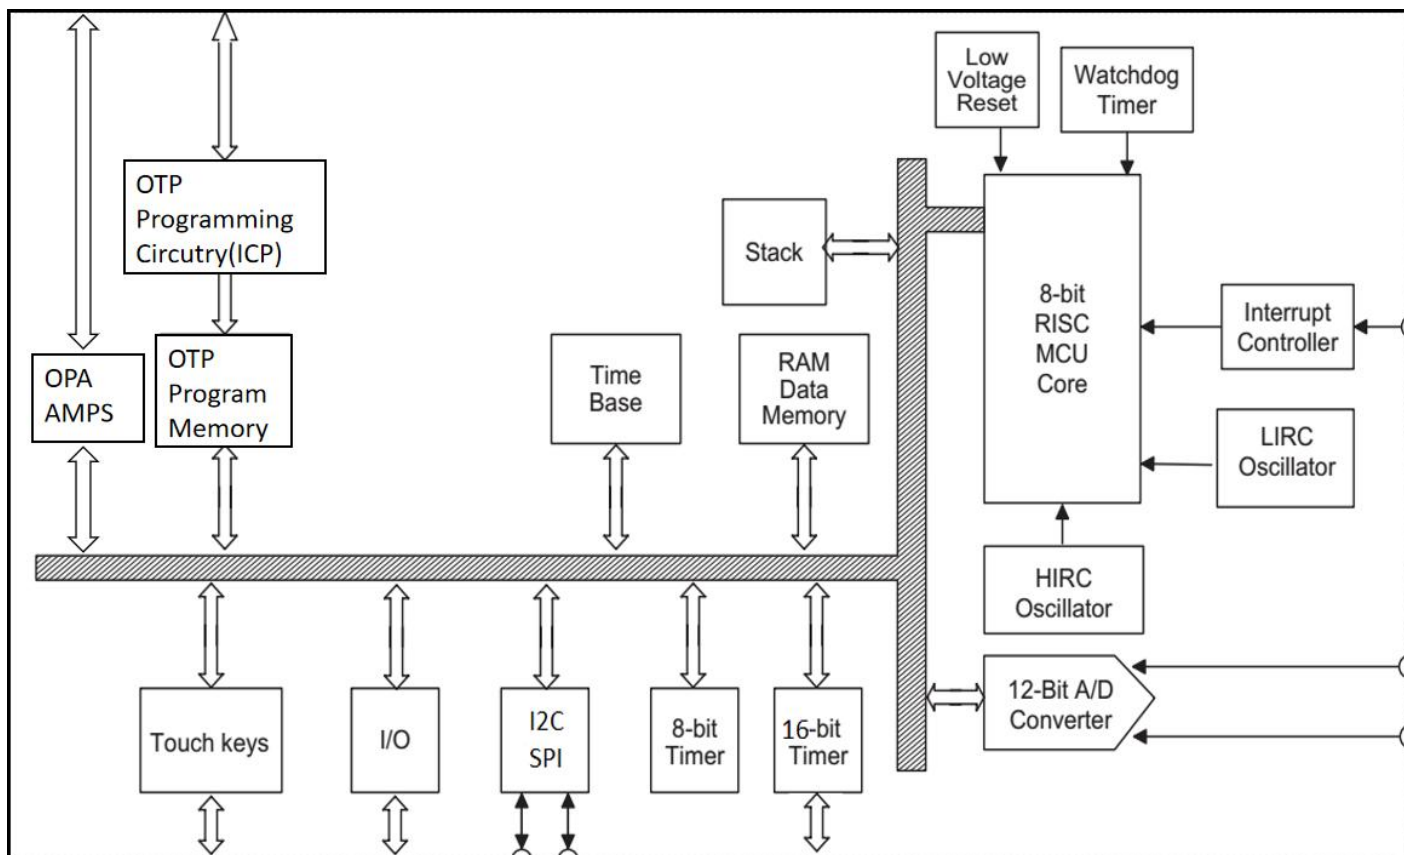 Low
Voltage
Reset
Watchdog
Timer
OTP
Programming
Circutry(ICP)
Stack
8-bit
RISC
MCU
Core
Interrupt
Controller
OPA
AMPS
OTP
Program
Memory
Time
Base
RAM
Data
Memory
LIRC
Oscillator
HIRC
Oscillator
12-Bit A/D
Converter
Touch keys
I/O
I2C
SPI
8-bit
Timer
16-bit
Timer